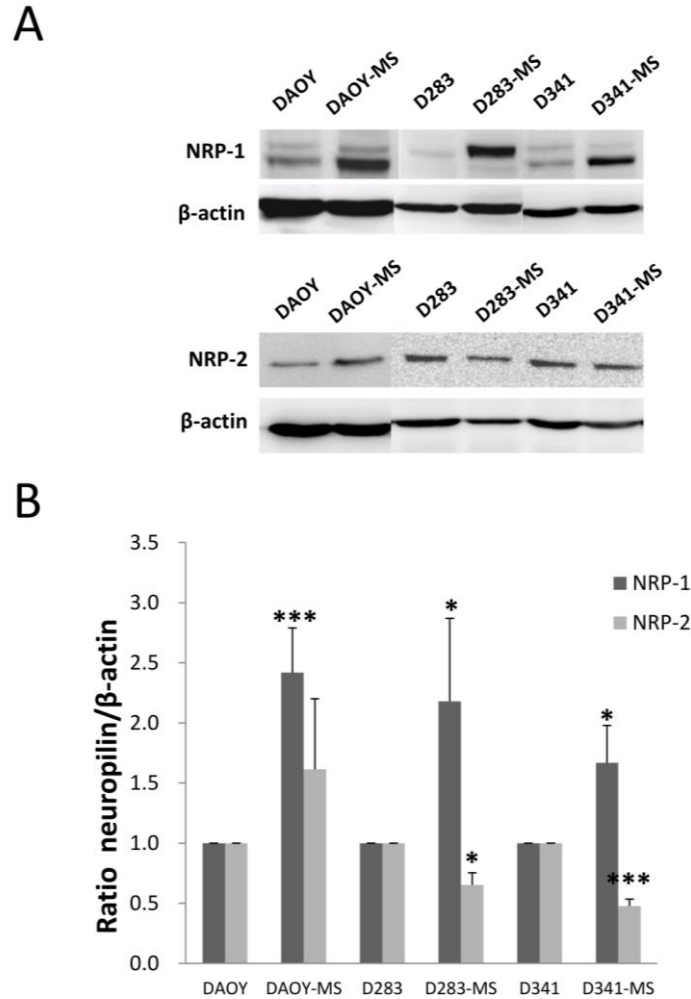 A
DAOY DAOY-MS D283 D283-MS D341 D341-MS
NRP-1
β-actin
DAOY DAOY-MS D283 D283-MS D341 D341-MS
NRP-2
β-actin
B
Ratio neuropilin/β-actin
3.5
3.0
2.5
2.0
1.5
1.0
0.5
0.0
***
*
*
*
***
NRP-1
NRP-2
DAOY DAOY-MS D283 D283-MS D341 D341-MS